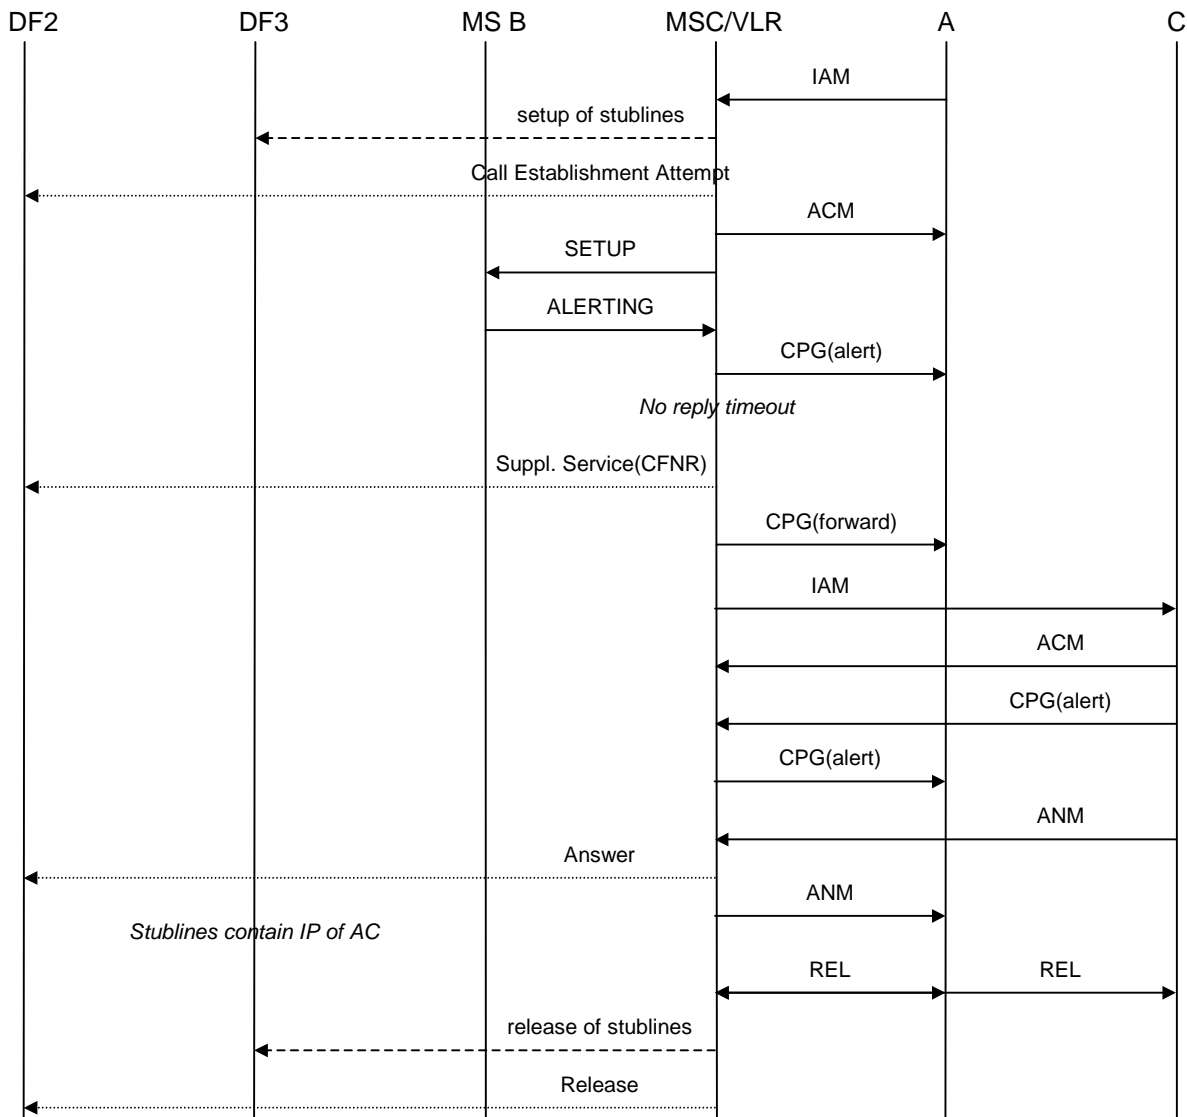 DF2 DF3 MS B MSC/VLR A C
IAM
setup of stublines
Call Establishment Attempt
ACM
SETUP
ALERTING
CPG(alert)
No reply timeout
Suppl. Service(CFNR)
CPG(forward)
IAM
ACM
CPG(alert)
CPG(alert)
ANM
Answer
ANM
Stublines contain IP of AC
REL REL
release of stublines
Release